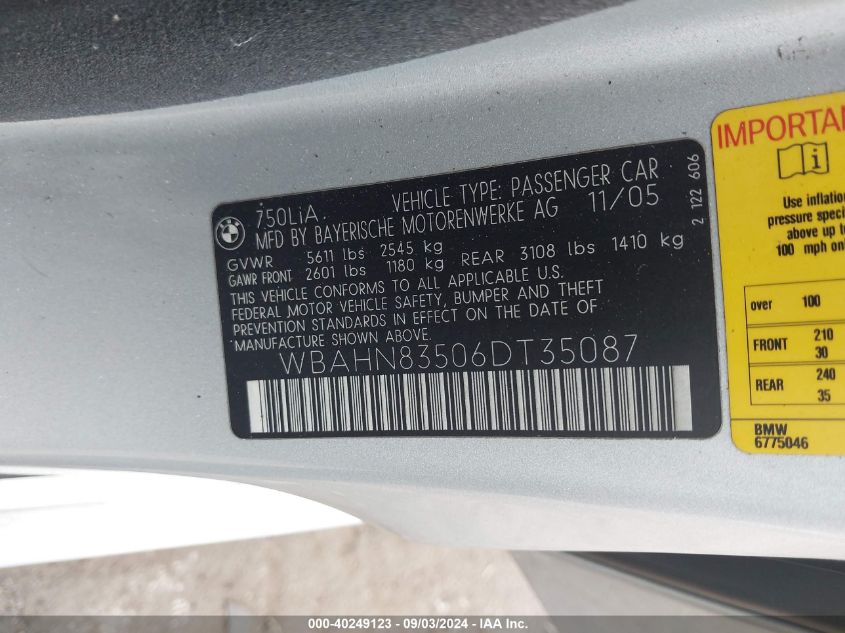 750LiA VEHICLE TYPE: PASSENGER CAR
MFD BY BAYERISCHE MOTORENWERKE AG 11/05
GVWR 5611 lbs 2545 kg
GAWR FRONT 2601 lbs 1180 kg REAR 3108 lbs 1410 kg
THIS VEHICLE CONFORMS TO ALL APPLICABLE U.S.
FEDERAL MOTOR VEHICLE SAFETY, BUMPER AND THEFT
PREVENTION STANDARDS IN EFFECT ON THE DATE OF
MANUFACTURE SHOWN ABOVE.
WBAHN83506DT35087
2 122 606
IMPORTA
Use inflation
pressure speci
above up to
100 mph onl
over 100
FRONT 210
30
REAR 240
35
BMW
6775046
000-40249123 - 09/03/2024 - IAA Inc.